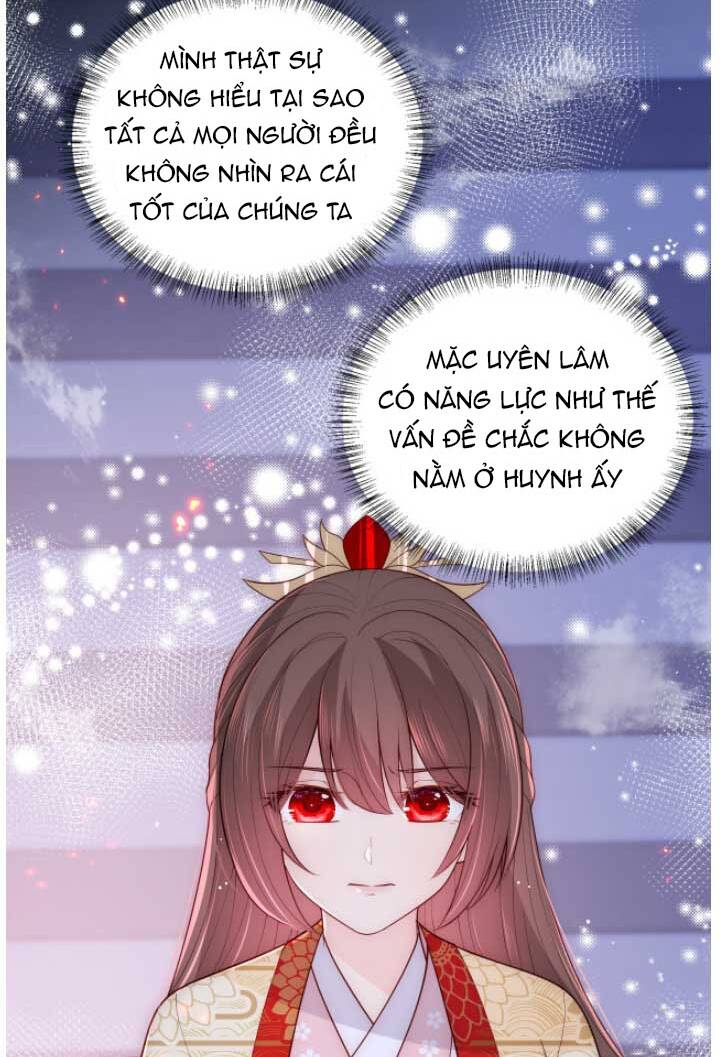 MÌNH THẬT SỰ
KHÔNG HIỂU TẠI SAO
TẤT CẢ MỌI NGƯỜI ĐỀU
KHÔNG NHÌN RA CÁI
TỐT CỦA CHÚNG TA
MẶC UYÊN LÂM
CÓ NĂNG LỰC NHƯ THẾ
VẤN ĐỀ CHẮC KHÔNG
NẰM Ở HUYNH ẤY